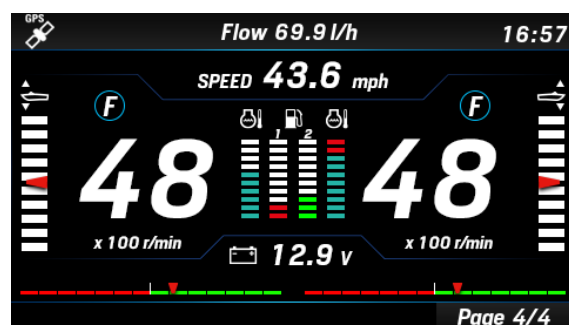 GPS
Flow 69.9 l/h
16:57
SPEED 43.6 mph
F
F
1 2
48
48
x 100 r/min
x 100 r/min
12.9 V
Page 4/4